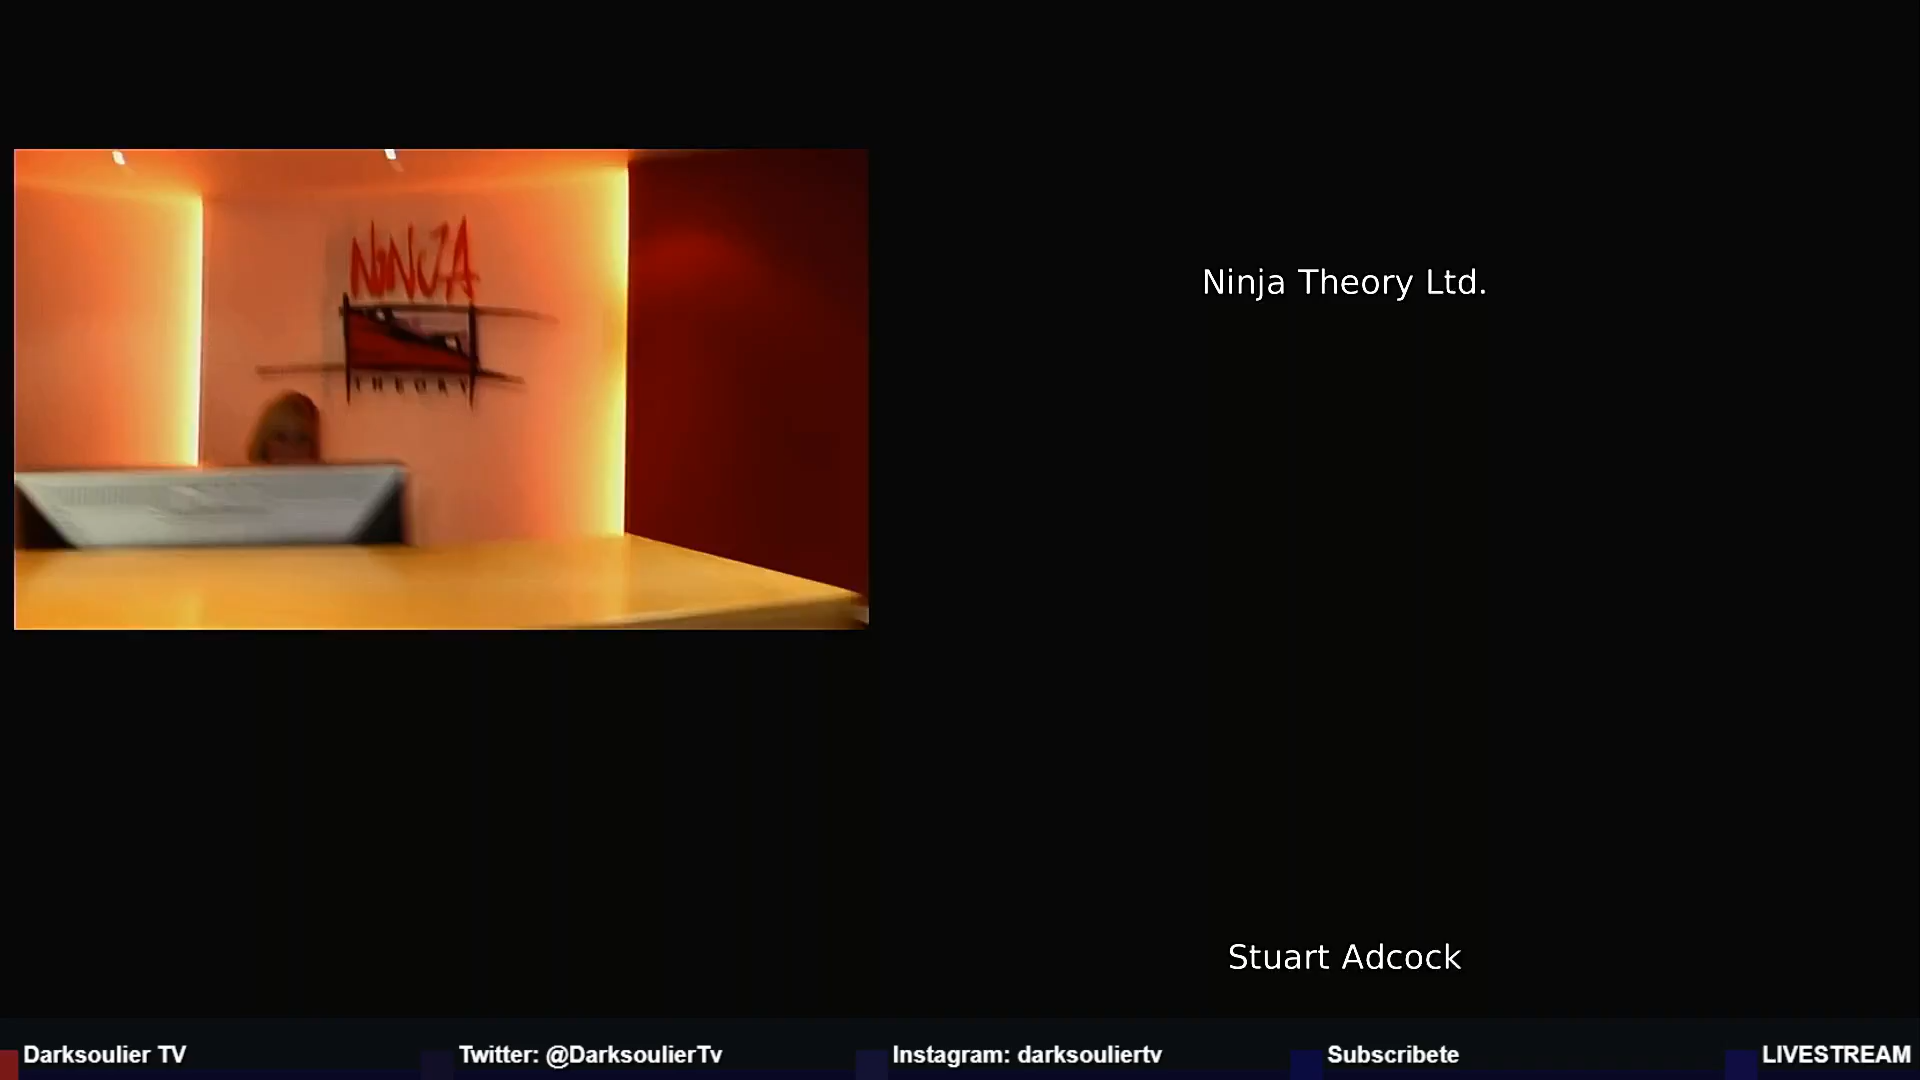 NINJA
THEORY
Ninja Theory Ltd.
Stuart Adcock
Darksoulier TV
Twitter: @DarksoulierTv
Instagram: darksouliertv
Subscribete
LIVESTREAM